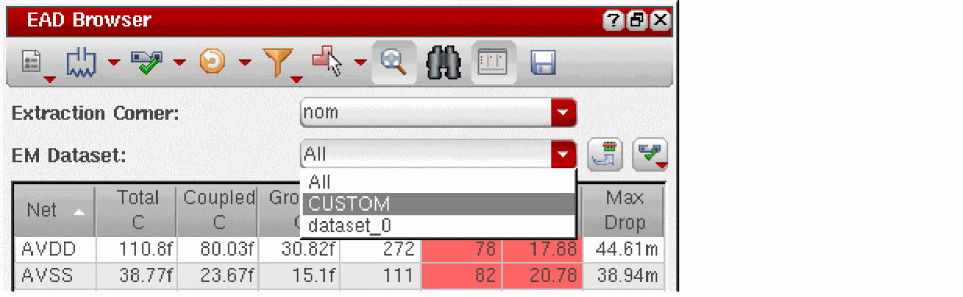 EAD Browser
Extraction Corner: nom
EM Dataset: All
All
CUSTOM
dataset_0
Net Total C Coupled C Max Drop
AVDD 110.8f 80.03f 30.82f 272 78 17.88 44.61m
AVSS 38.77f 23.67f 15.1f 111 82 20.78 38.94m